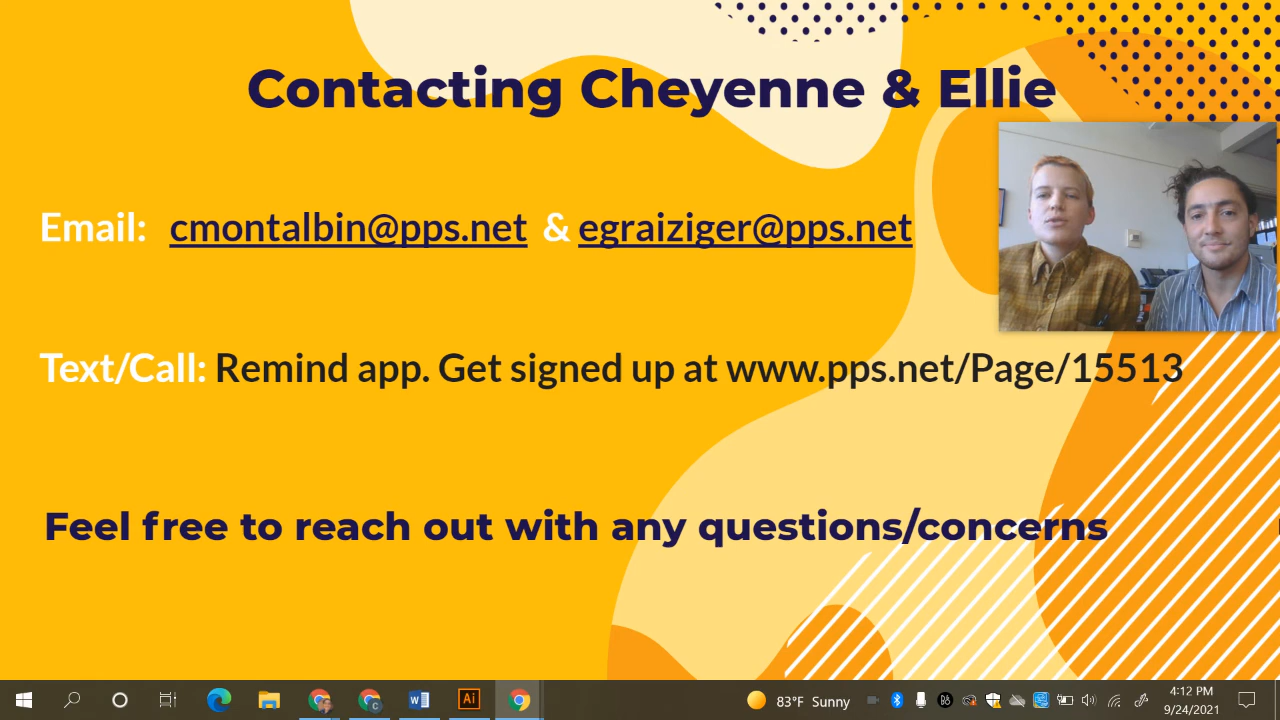 Contacting Cheyenne & Ellie
Email: cmontalbin@pps.net & egraiziger@pps.net
Text/Call: Remind app. Get signed up at www.pps.net/Page/15513
Feel free to reach out with any questions/concerns
83°F Sunny
4:12 PM
9/24/2021